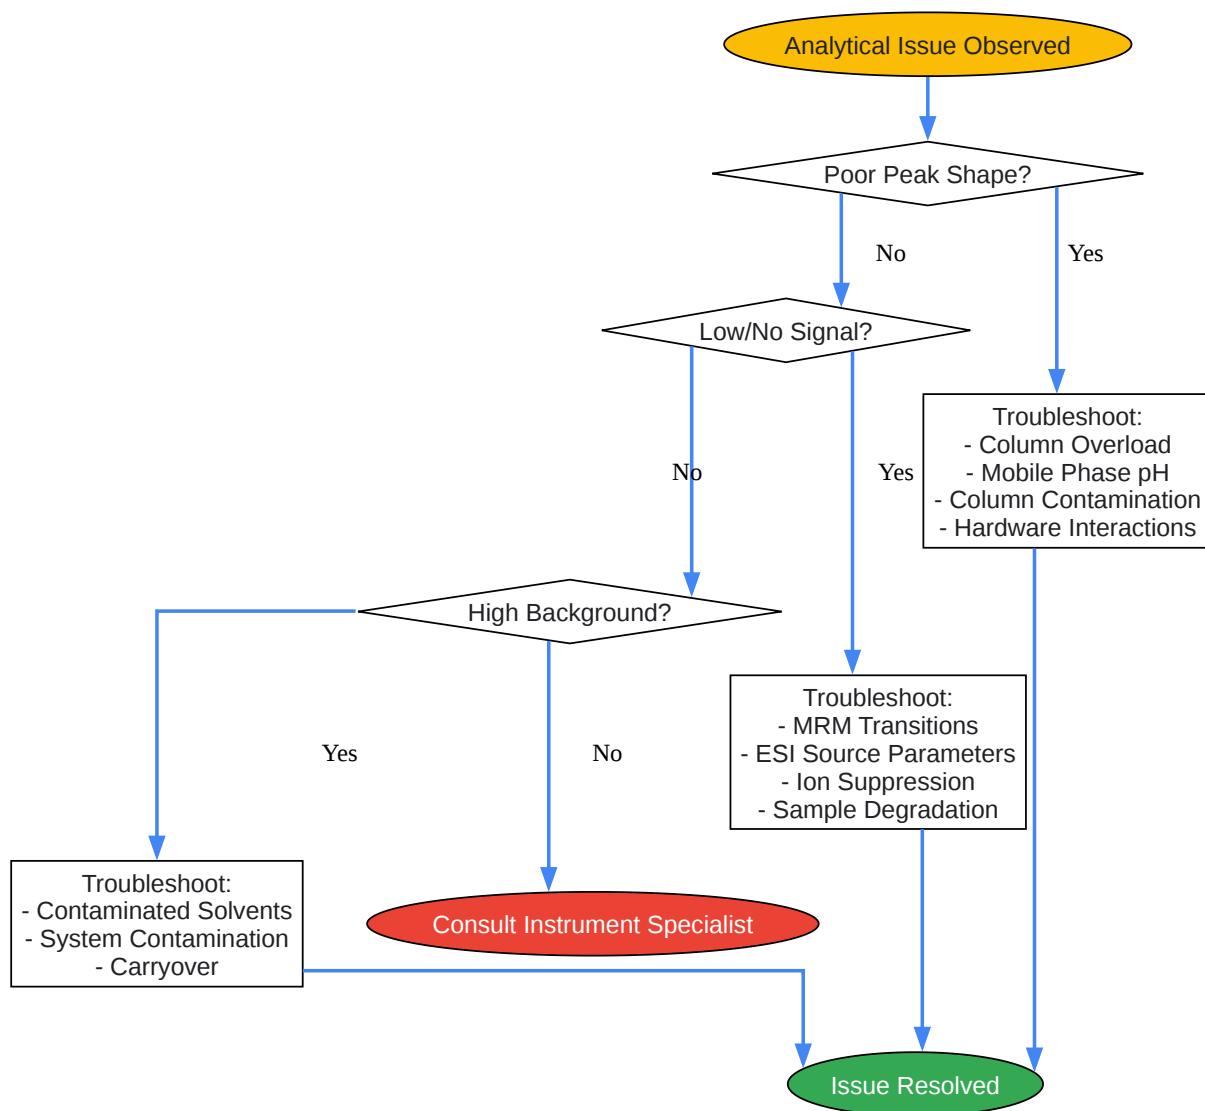 Analytical Issue Observed
Poor Peak Shape?
No
Yes
Low/No Signal?
Troubleshoot:
- Column Overload
- Mobile Phase pH
- Column Contamination
- Hardware Interactions
No
Yes
High Background?
Troubleshoot:
- MRM Transitions
- ESI Source Parameters
- Ion Suppression
- Sample Degradation
Yes
No
Troubleshoot:
- Contaminated Solvents
- System Contamination
- Carryover
Consult Instrument Specialist
Issue Resolved